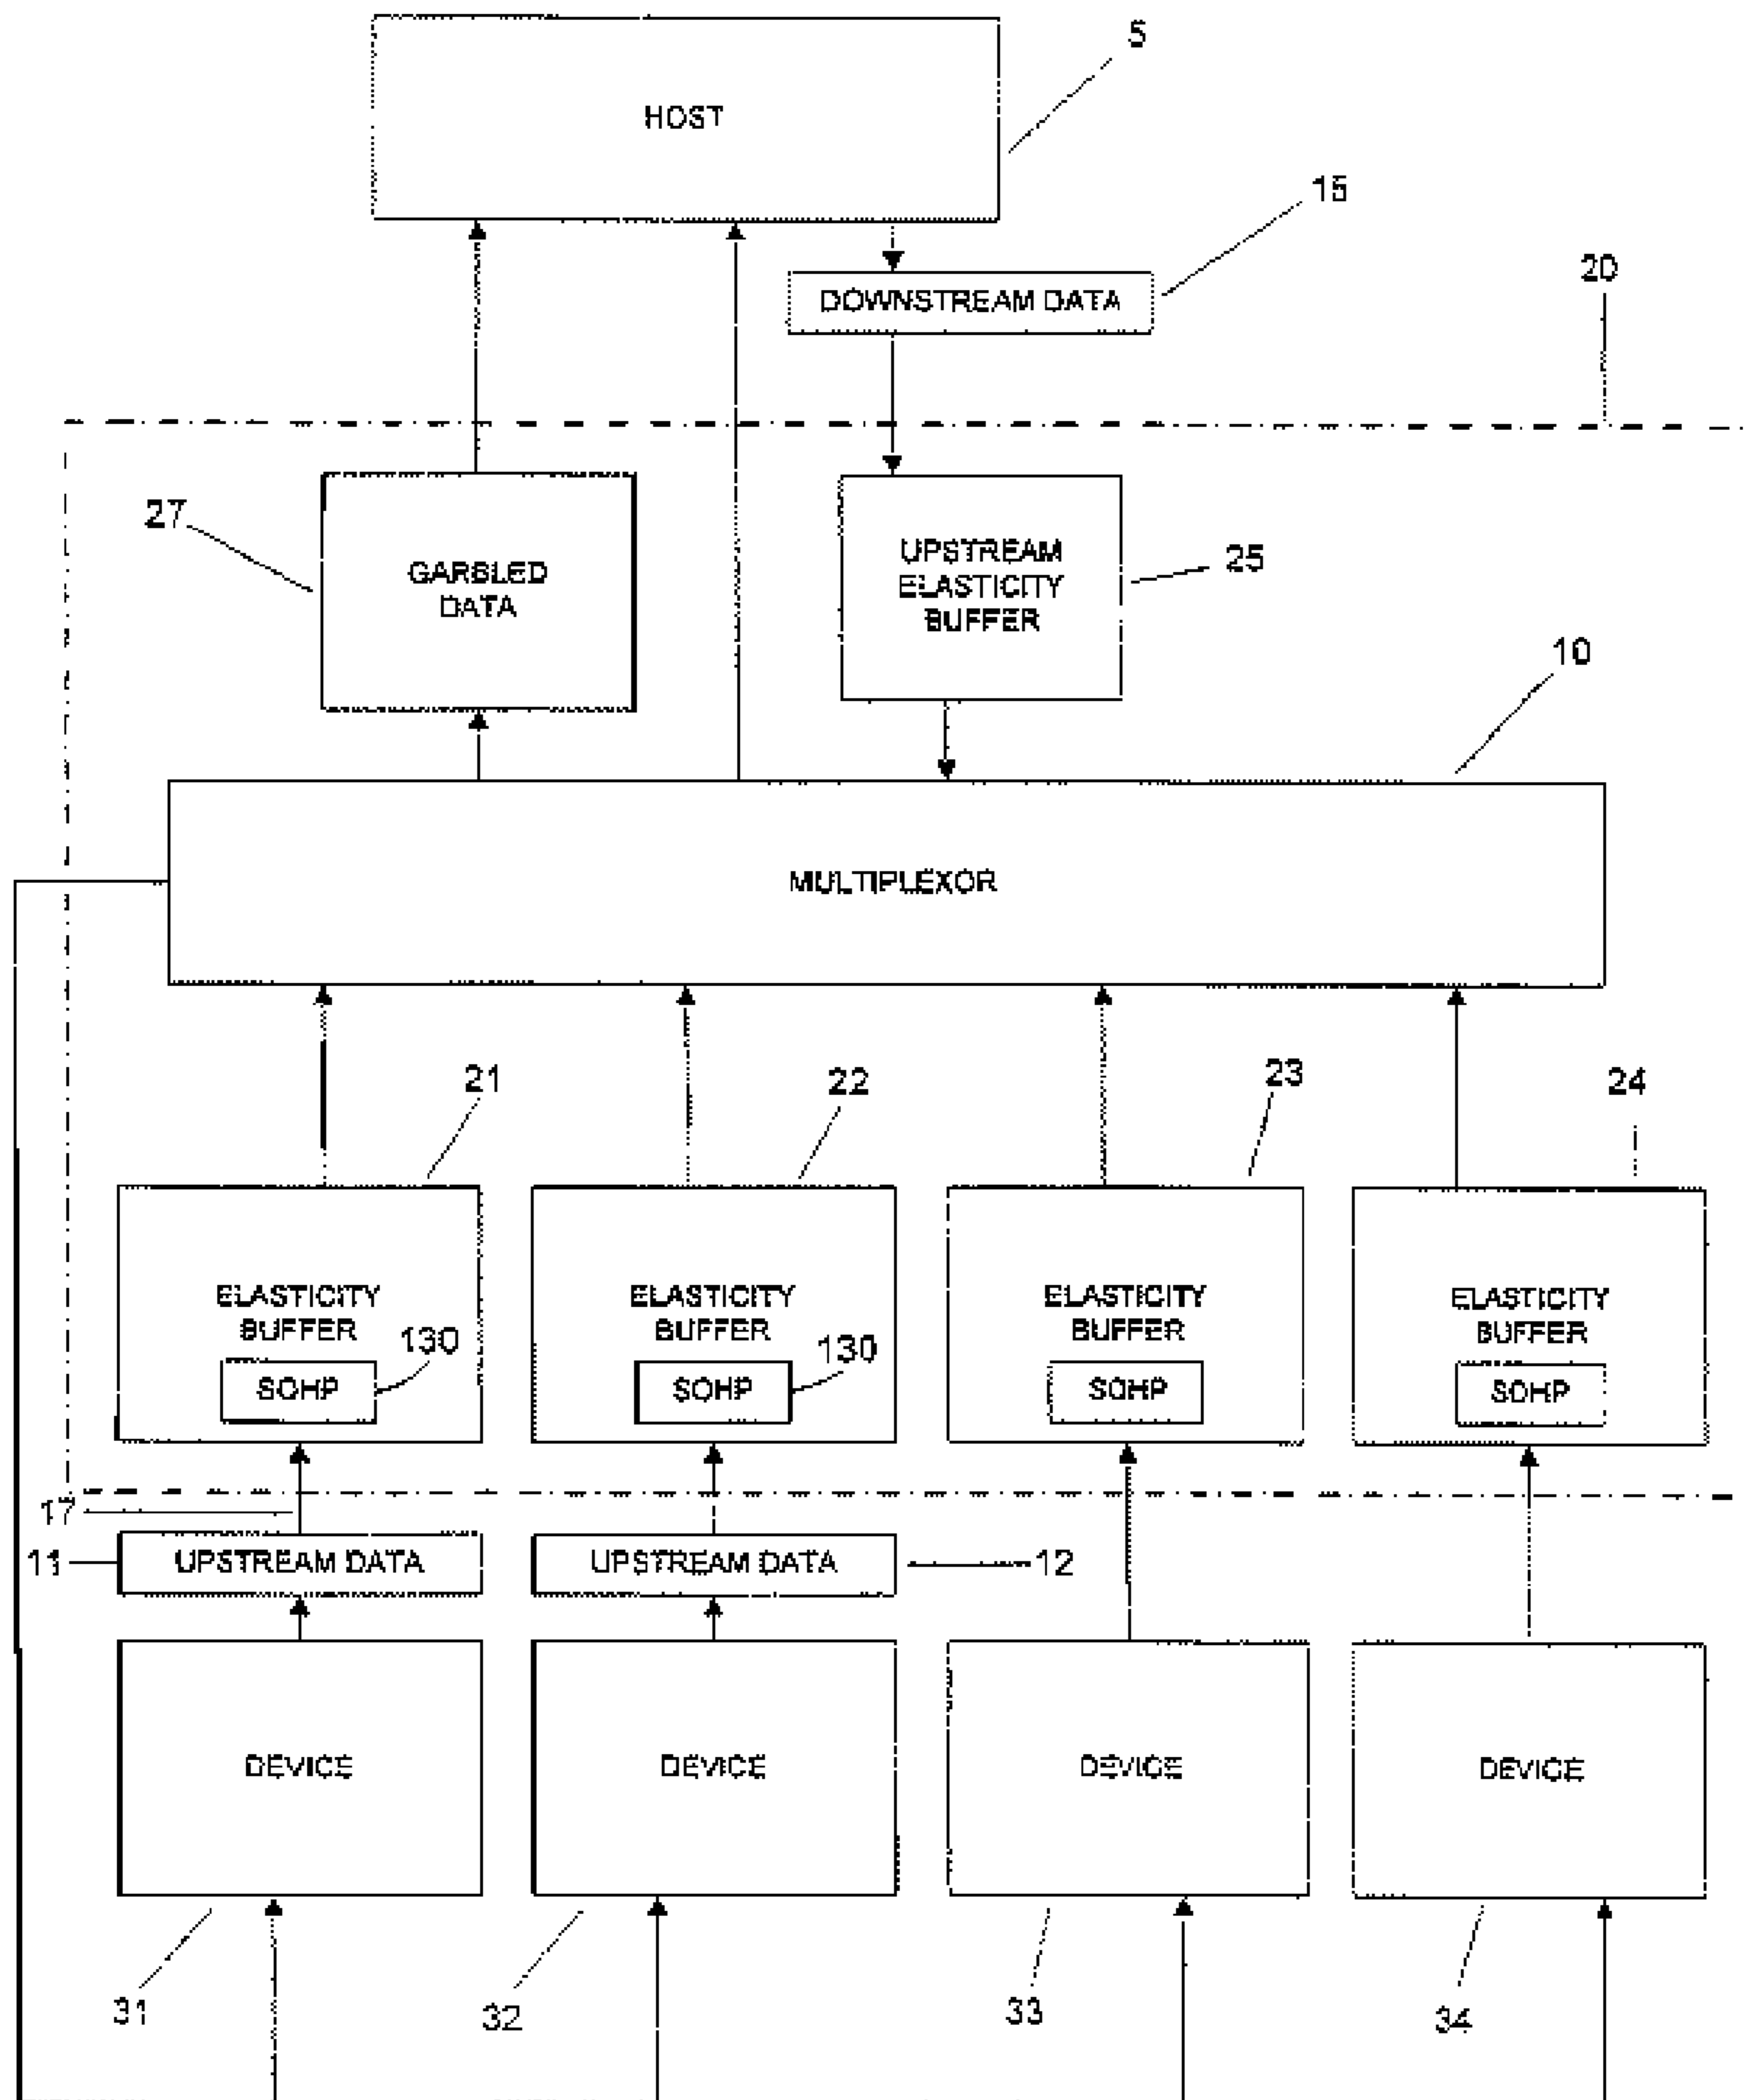 5
HOST
15
DOWNSTREAM DATA
20
27
GARBLED
DATA
UPSTREAM
ELASTICITY
BUFFER
25
10
MULTIPLEXOR
21
22
23
24
ELASTICITY
BUFFER
130
SOHP
ELASTICITY
BUFFER
130
SOHP
ELASTICITY
BUFFER
SOHP
ELASTICITY
BUFFER
SOHP
17
11
UPSTREAM DATA
UPSTREAM DATA
12
DEVICE
DEVICE
DEVICE
DEVICE
31
32
33
34